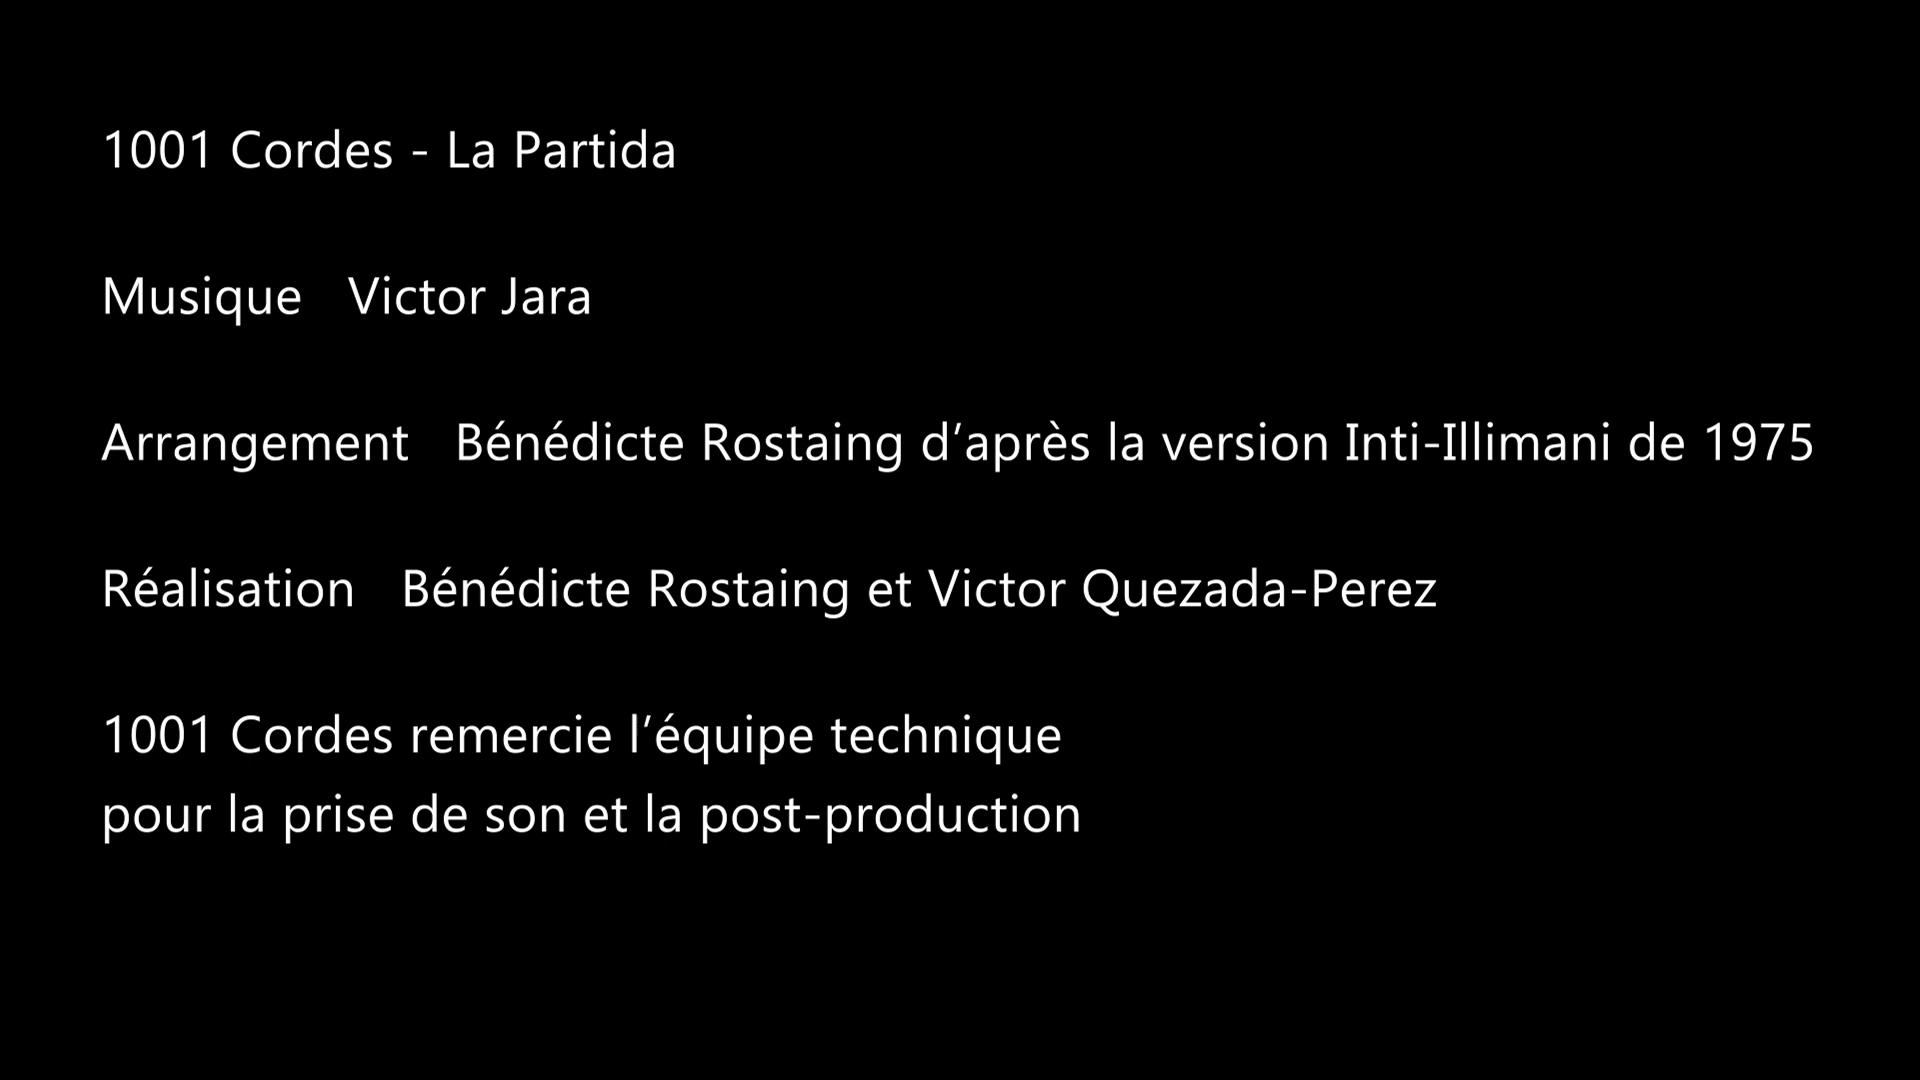 1001 Cordes - La Partida
Musique   Victor Jara
Arrangement   Bénédicte Rostaing d’après la version Inti-Illimani de 1975
Réalisation   Bénédicte Rostaing et Victor Quezada-Perez
1001 Cordes remercie l’équipe technique
pour la prise de son et la post-production